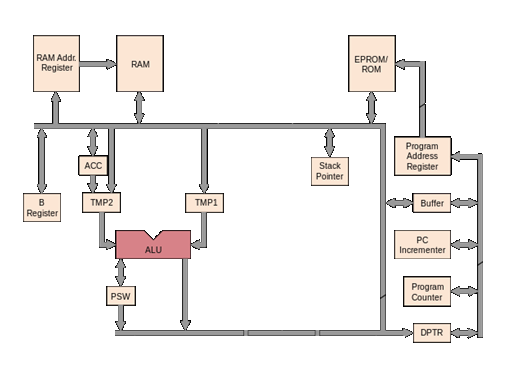 RAM Addr.
Register
RAM
EPROM/
ROM
Program
Address
Register
ACC
Stack
Pointer
B
Register
TMP2
TMP1
Buffer
ALU
PC
Incrementer
PSW
Program
Counter
DPTR